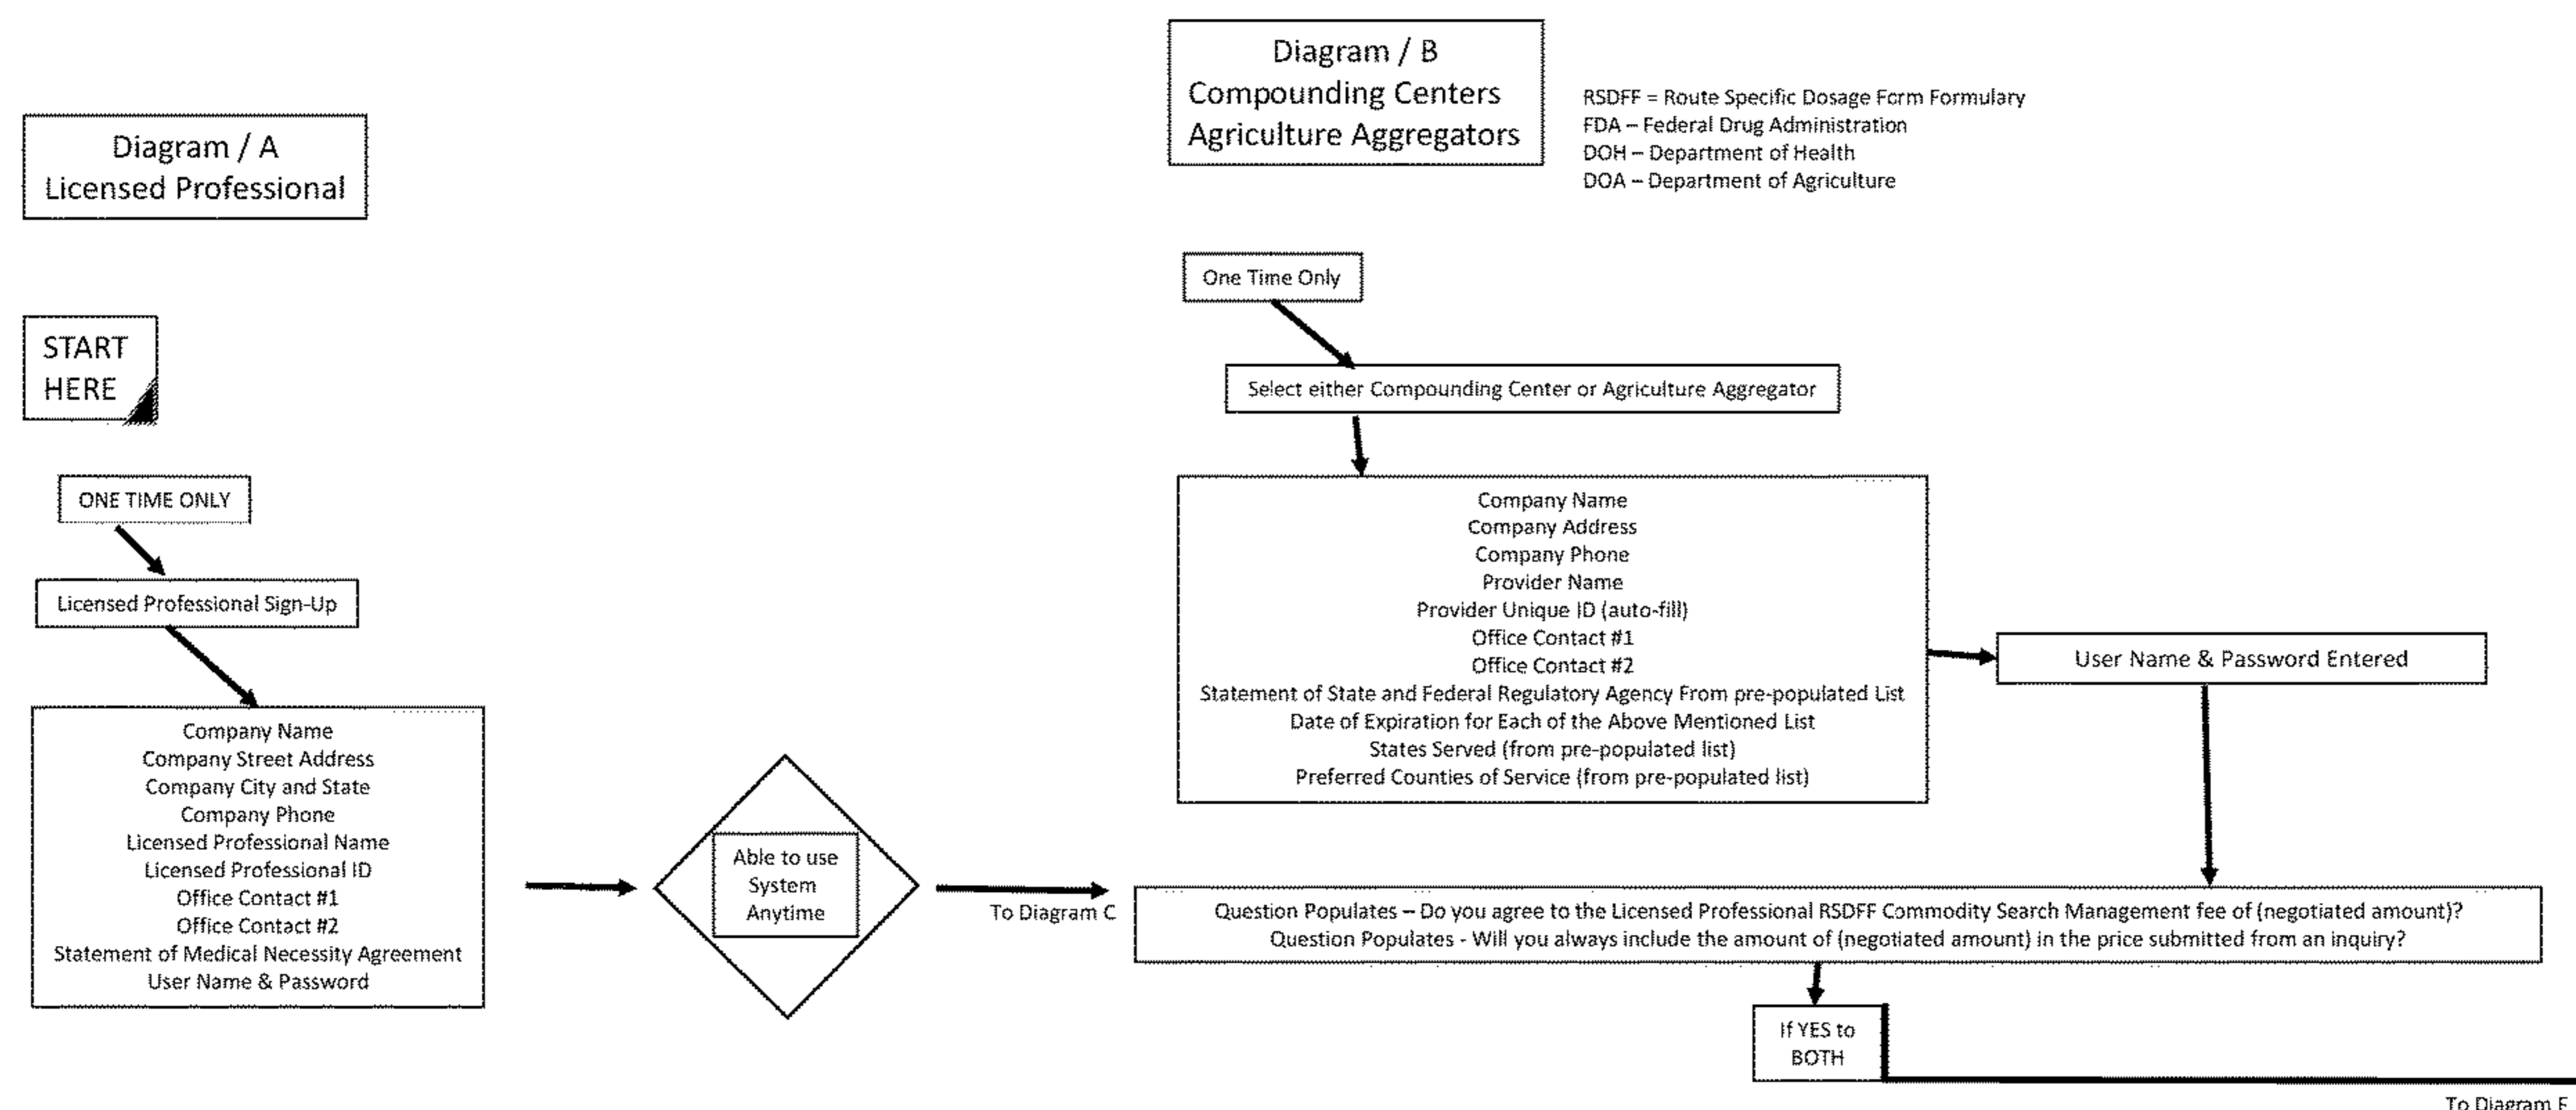 Diagram / A
Licensed Professional
START
HERE
ONE TIME ONLY
Licensed Professional Sign-Up
Company Name
Company Street Address
Company City and State
Company Phone
Licensed Professional Name
Licensed Professional ID
Office Contact #1
Office Contact #2
Statement of Medical Necessity Agreement
User Name & Password
Able to use
System
Anytime
To Diagram C
Diagram / B
Compounding Centers
Agriculture Aggregators
RSDFF = Route Specific Dosage Form Formulary
FDA – Federal Drug Administration
DOH – Department of Health
DOA – Department of Agriculture
One Time Only
Select either Compounding Center or Agriculture Aggregator
Company Name
Company Address
Company Phone
Provider Name
Provider Unique ID (auto-fill)
Office Contact #1
Office Contact #2
Statement of State and Federal Regulatory Agency From pre-populated List
Date of Expiration for Each of the Above Mentioned List
States Served (from pre-populated list)
Preferred Counties of Service (from pre-populated list)
User Name & Password Entered
Question Populates – Do you agree to the Licensed Professional RSDFF Commodity Search Management fee of (negotiated amount)?
Question Populates - Will you always include the amount of (negotiated amount) in the price submitted from an inquiry?
If YES to
BOTH
To Diagram